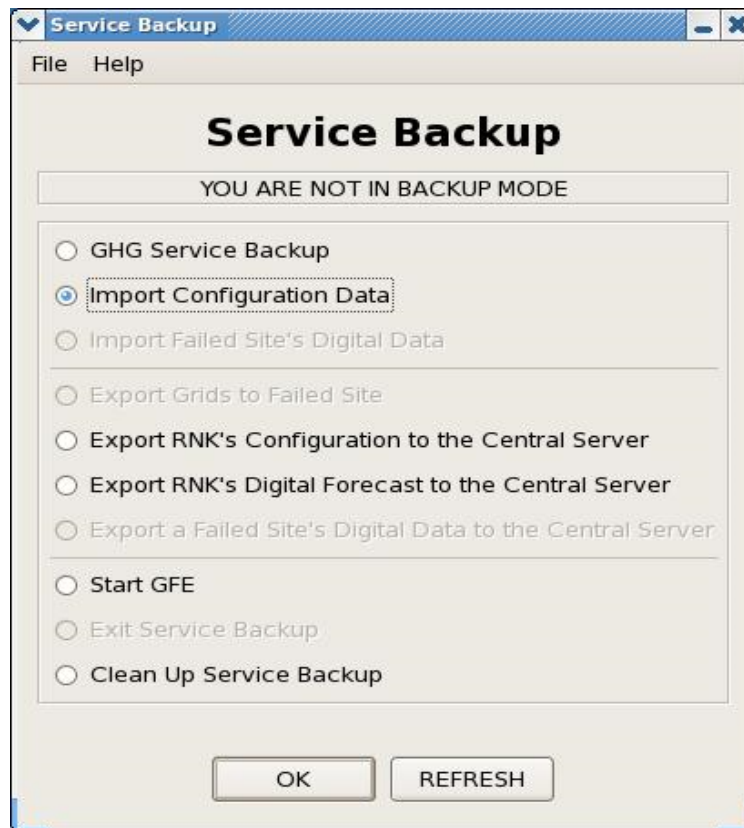 Service Backup
File Help
Service Backup
YOU ARE NOT IN BACKUP MODE
GHG Service Backup
Import Configuration Data
Import Failed Site's Digital Data
Export Grids to Failed Site
Export RNK's Configuration to the Central Server
Export RNK's Digital Forecast to the Central Server
Export a Failed Site's Digital Data to the Central Server
Start GFE
Exit Service Backup
Clean Up Service Backup
OK REFRESH